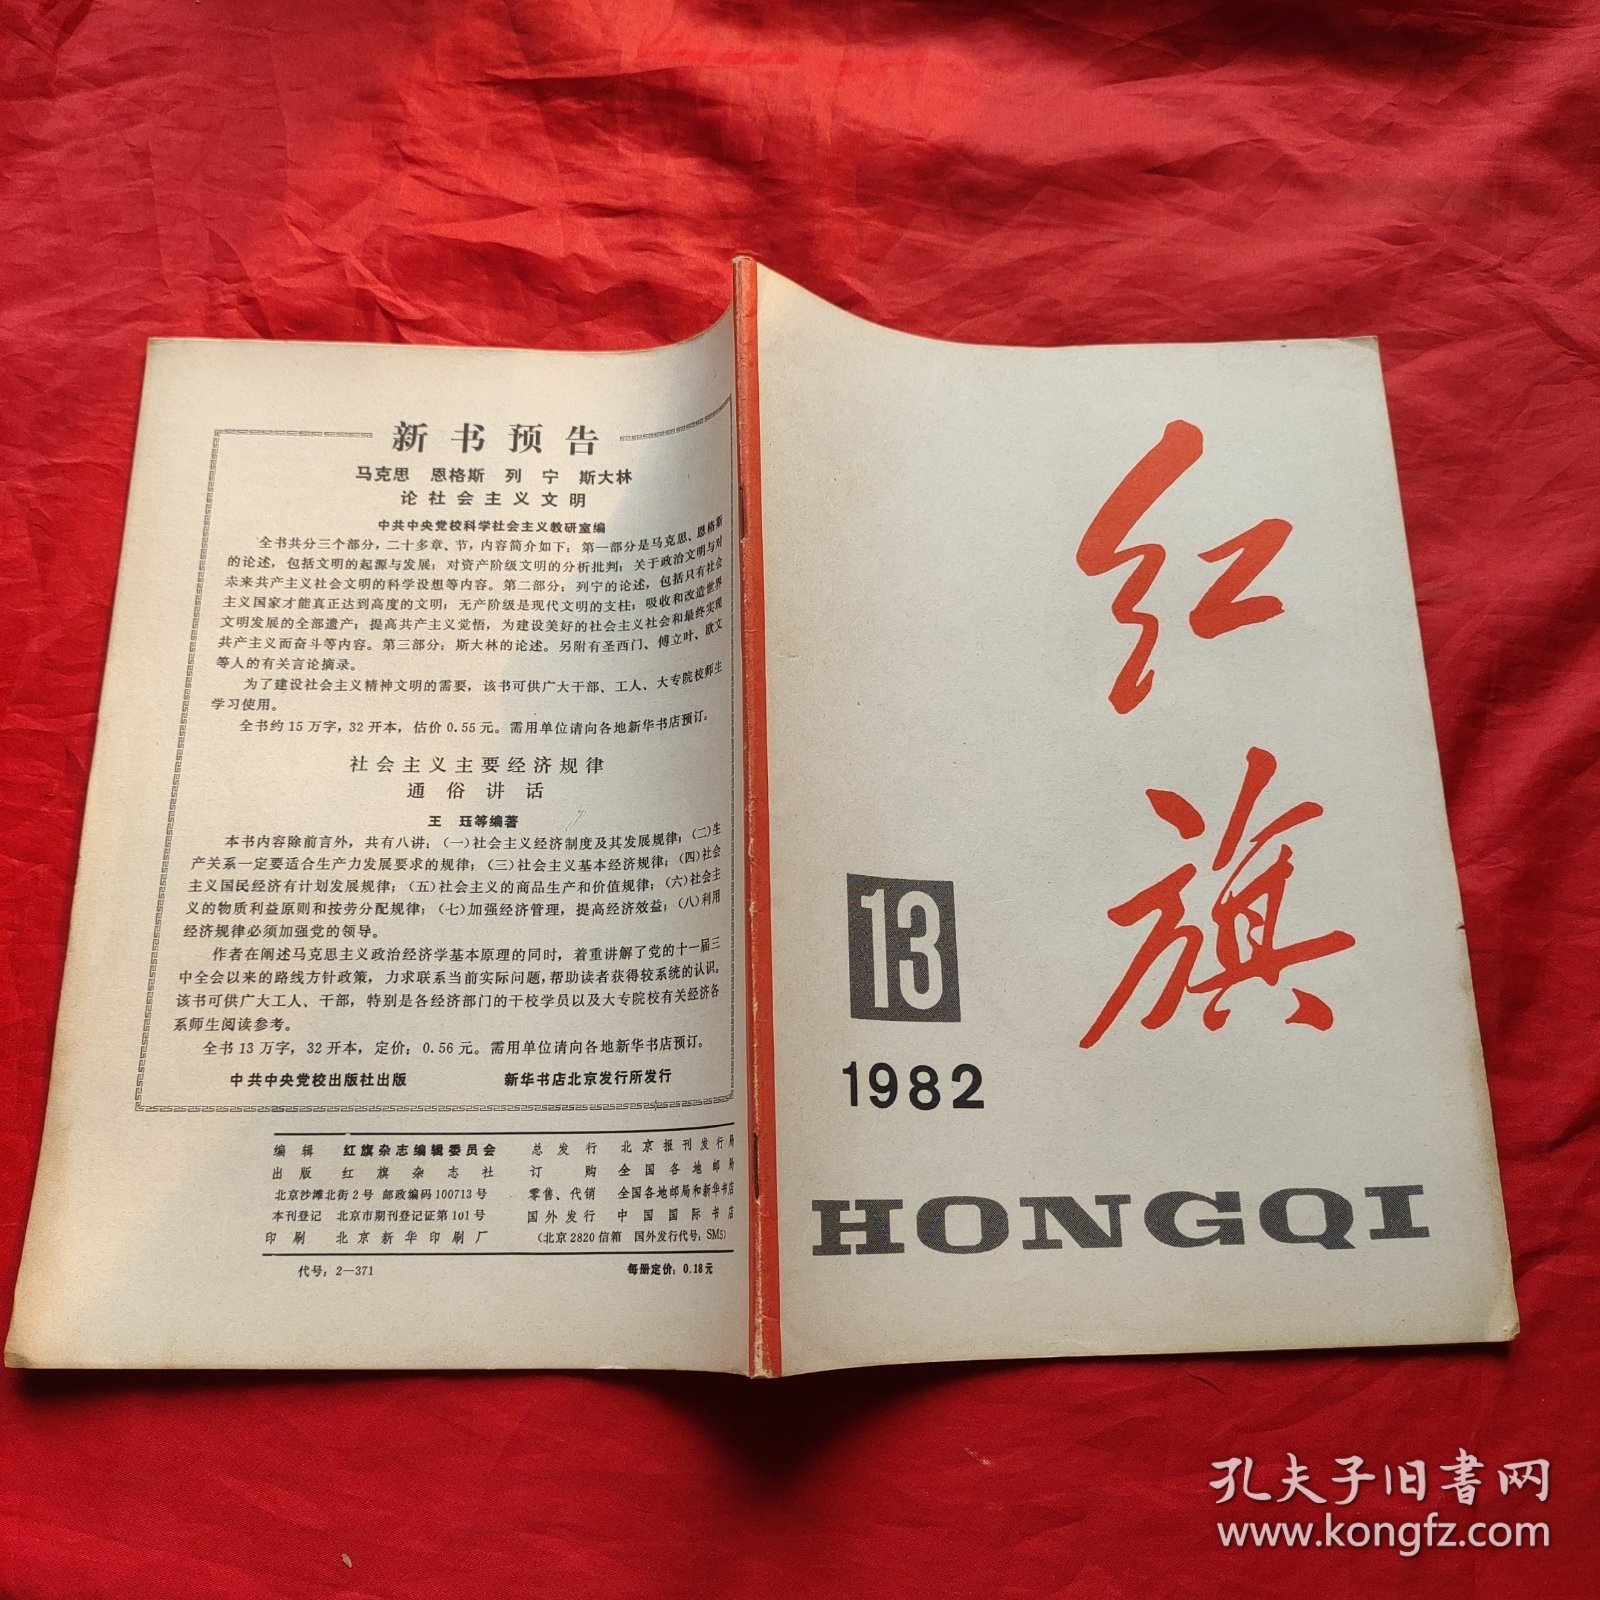 新书预告
马克思 恩格斯 列宁 斯大林
论社会主义文明
中共中央党校科学社会主义教研室编
全书共分三个部分，二十多章、节，内容简介如下：第一部分是马克思、恩格斯
的论述，包括文明的起源与发展；对资产阶级文明的分析批判；关于政治文明与对
未来共产主义社会文明的科学设想等内容。第二部分：列宁的论述，包括只有社会
主义国家才能真正达到高度的文明；无产阶级是现代文明的支柱；吸收和改造世界
文明发展的全部遗产；提高共产主义觉悟，为建设美好的社会主义社会和最终实现
共产主义而奋斗等内容。第三部分：斯大林的论述。另附有圣西门、傅立叶、欧文
等人的有关言论摘录。
为了建设社会主义精神文明的需要，该书可供广大干部、工人、大专院校师生
学习使用。
全书约15万字，32开本，估价0.55元。需用单位请向各地新华书店预订。
社会主义主要经济规律
通俗讲话
王珏等编著
本书内容除前言外，共有八讲：（一）社会主义经济制度及其发展规律；（二）生
产关系一定要适合生产力发展要求的规律；（三）社会主义基本经济规律；（四）社会
主义国民经济有计划发展规律；（五）社会主义的商品生产和价值规律；（六）社会主
义的物质利益原则和按劳分配规律；（七）加强经济管理，提高经济效益；（八）利用
经济规律必须加强党的领导。
作者在阐述马克思主义政治经济学基本原理的同时，着重讲解了党的十一届三
中全会以来的路线方针政策，力求联系当前实际问题，帮助读者获得较系统的认识。
该书可供广大工人、干部，特别是各经济部门的干校学员以及大专院校有关经济各
系师生阅读参考。
全书13万字，32开本，定价：0.56元。需用单位请向各地新华书店预订。
中共中央党校出版社出版 新华书店北京发行所发行
编辑 红旗杂志编辑委员会
出版 红旗杂志社
北京沙滩北街2号 邮政编码100713号
本刊登记 北京市期刊登记证第101号
印刷 北京新华印刷厂
总发行 北京报刊发行局
订购 全国各地邮局
零售、代销 全国各地邮局和新华书店
国外发行 中国国际书店
（北京2820信箱 国外发行代号：SM5）
代号：2—371 每册定价：0.18元
红旗
13
1982
HONGQI
孔夫子旧书网
www.kongfz.com